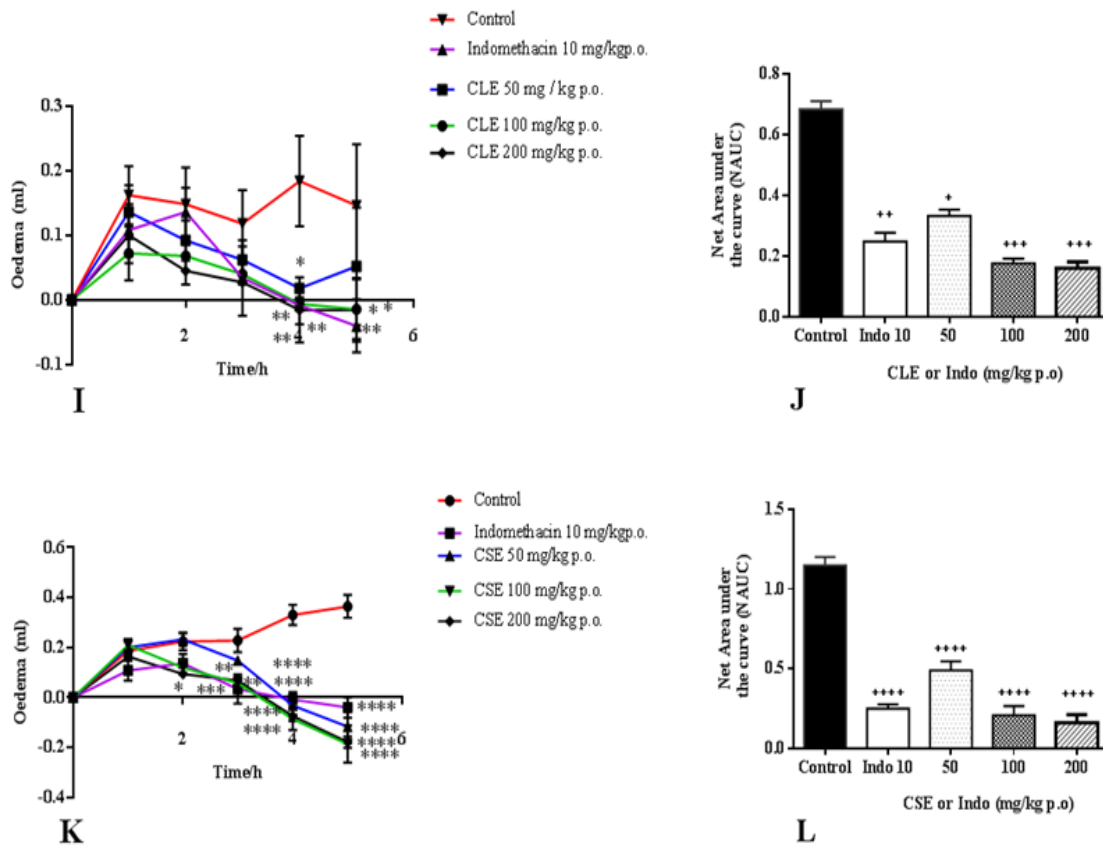 Control
Indomethacin 10 mg/kgp.o.
CLE 50 mg / kg p.o.
CLE 100 mg/kg p.o.
CLE 200 mg/kg p.o.
Oedema (ml)
0.3
0.2
0.1
0.0
-0.1
2
4
6
*
**
**
**
* *
**
Time/h
I
Net Area under
the curve (NAUC)
0.8
0.6
0.4
0.2
0.0
++
+
+++
+++
Control
Indo 10
50
100
200
CLE or Indo (mg/kg p.o)
J
Control
Indomethacin 10 mg/kgp.o.
CSE 50 mg/kg p.o.
CSE 100 mg/kg p.o.
CSE 200 mg/kg p.o.
Oedema (ml)
0.6
0.4
0.2
0.0
-0.2
-0.4
2
4
6
*
**
**
***
****
****
****
****
****
****
****
****
Time/h
K
Net Area under
the curve (NAUC)
1.5
1.0
0.5
0.0
++++
++++
++++
++++
Control
Indo 10
50
100
200
CSE or Indo (mg/kg p.o)
L